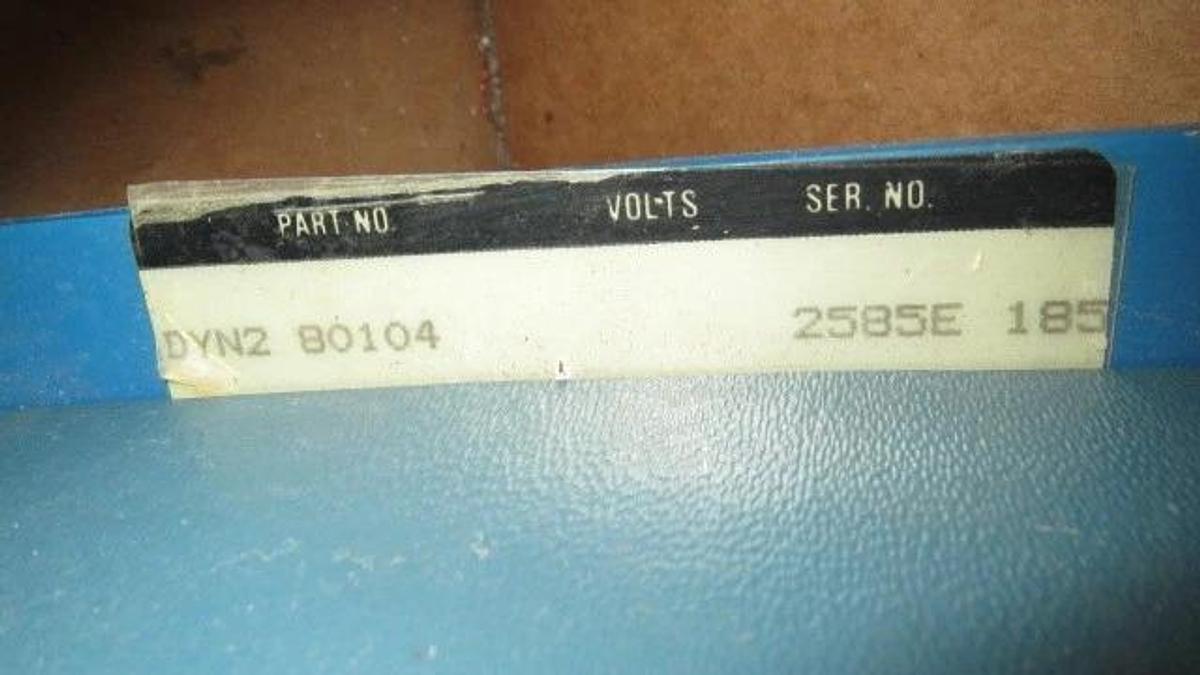 PART NO. VOLTS SER. NO.
DYN2 80104 2585E 185